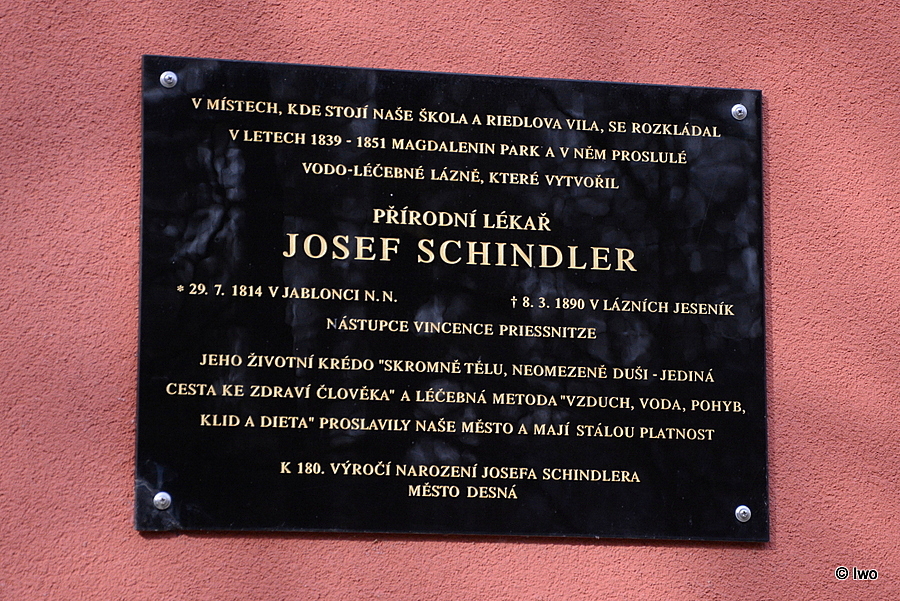 V MÍSTECH, KDE STOJÍ NAŠE ŠKOLA A RIEDLOVA VILA, SE ROZKLÁDAL
V LETECH 1839 - 1851 MAGDALENIN PARK A V NĚM PROSLULÉ
VODO-LÉČEBNÉ LÁZNĚ, KTERÉ VYTVOŘIL
PŘÍRODNÍ LÉKAŘ
JOSEF SCHINDLER
* 29. 7. 1814 V JABLONCI N. N. † 8. 3. 1890 V LÁZNÍCH JESENÍK
NÁSTUPCE VINCENCE PRIESSNITZE
JEHO ŽIVOTNÍ KRÉDO "SKROMNĚ TĚLU, NEOMEZENĚ DUŠI - JEDINÁ
CESTA KE ZDRAVÍ ČLOVĚKA" A LÉČEBNÁ METODA "VZDUCH, VODA, POHYB,
KLID A DIETA" PROSLAVILY NAŠE MĚSTO A MAJÍ STÁLOU PLATNOST
K 180. VÝROČÍ NAROZENÍ JOSEFA SCHINDLERA
MĚSTO DESNÁ
© Iwo